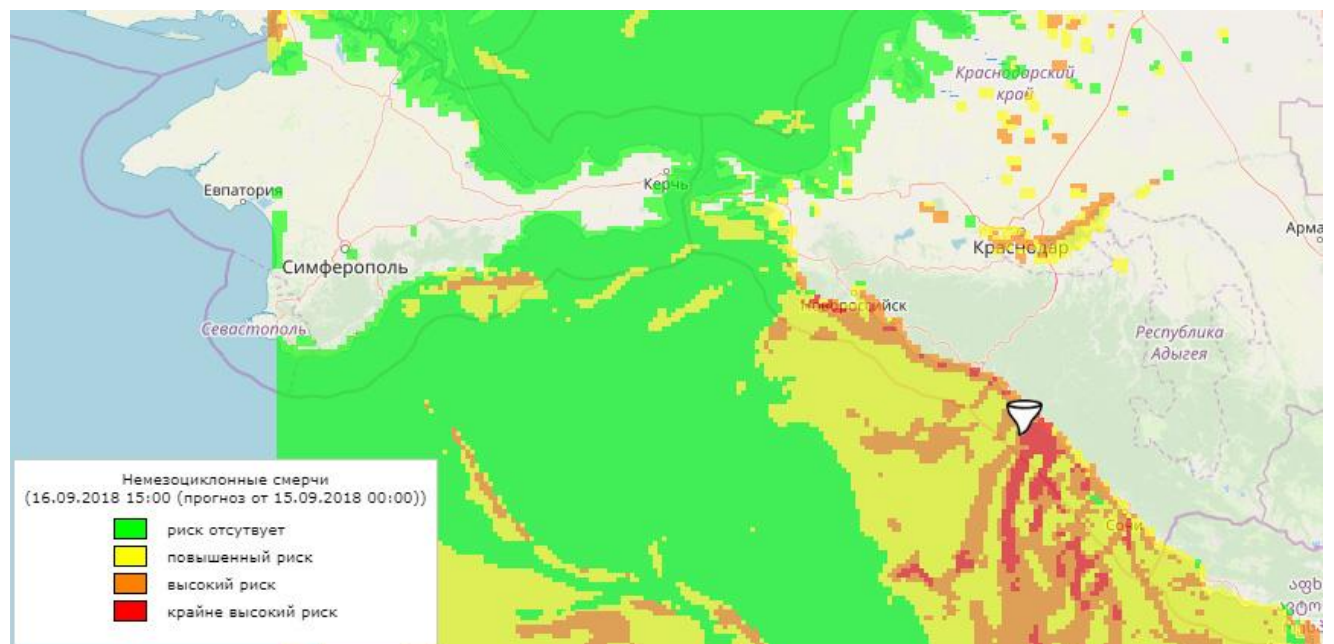 Краснодарский
край
Керчь
Евпатория
Краснодар
Симферополь
Новороссийск
Севастополь
Республика
Адыгея
Немезоциклонные смерчи
(16.09.2018 15:00 (прогноз от 15.09.2018 00:00))
риск отсутвует
Сочи
повышенный риск
высокий риск
крайне высокий риск